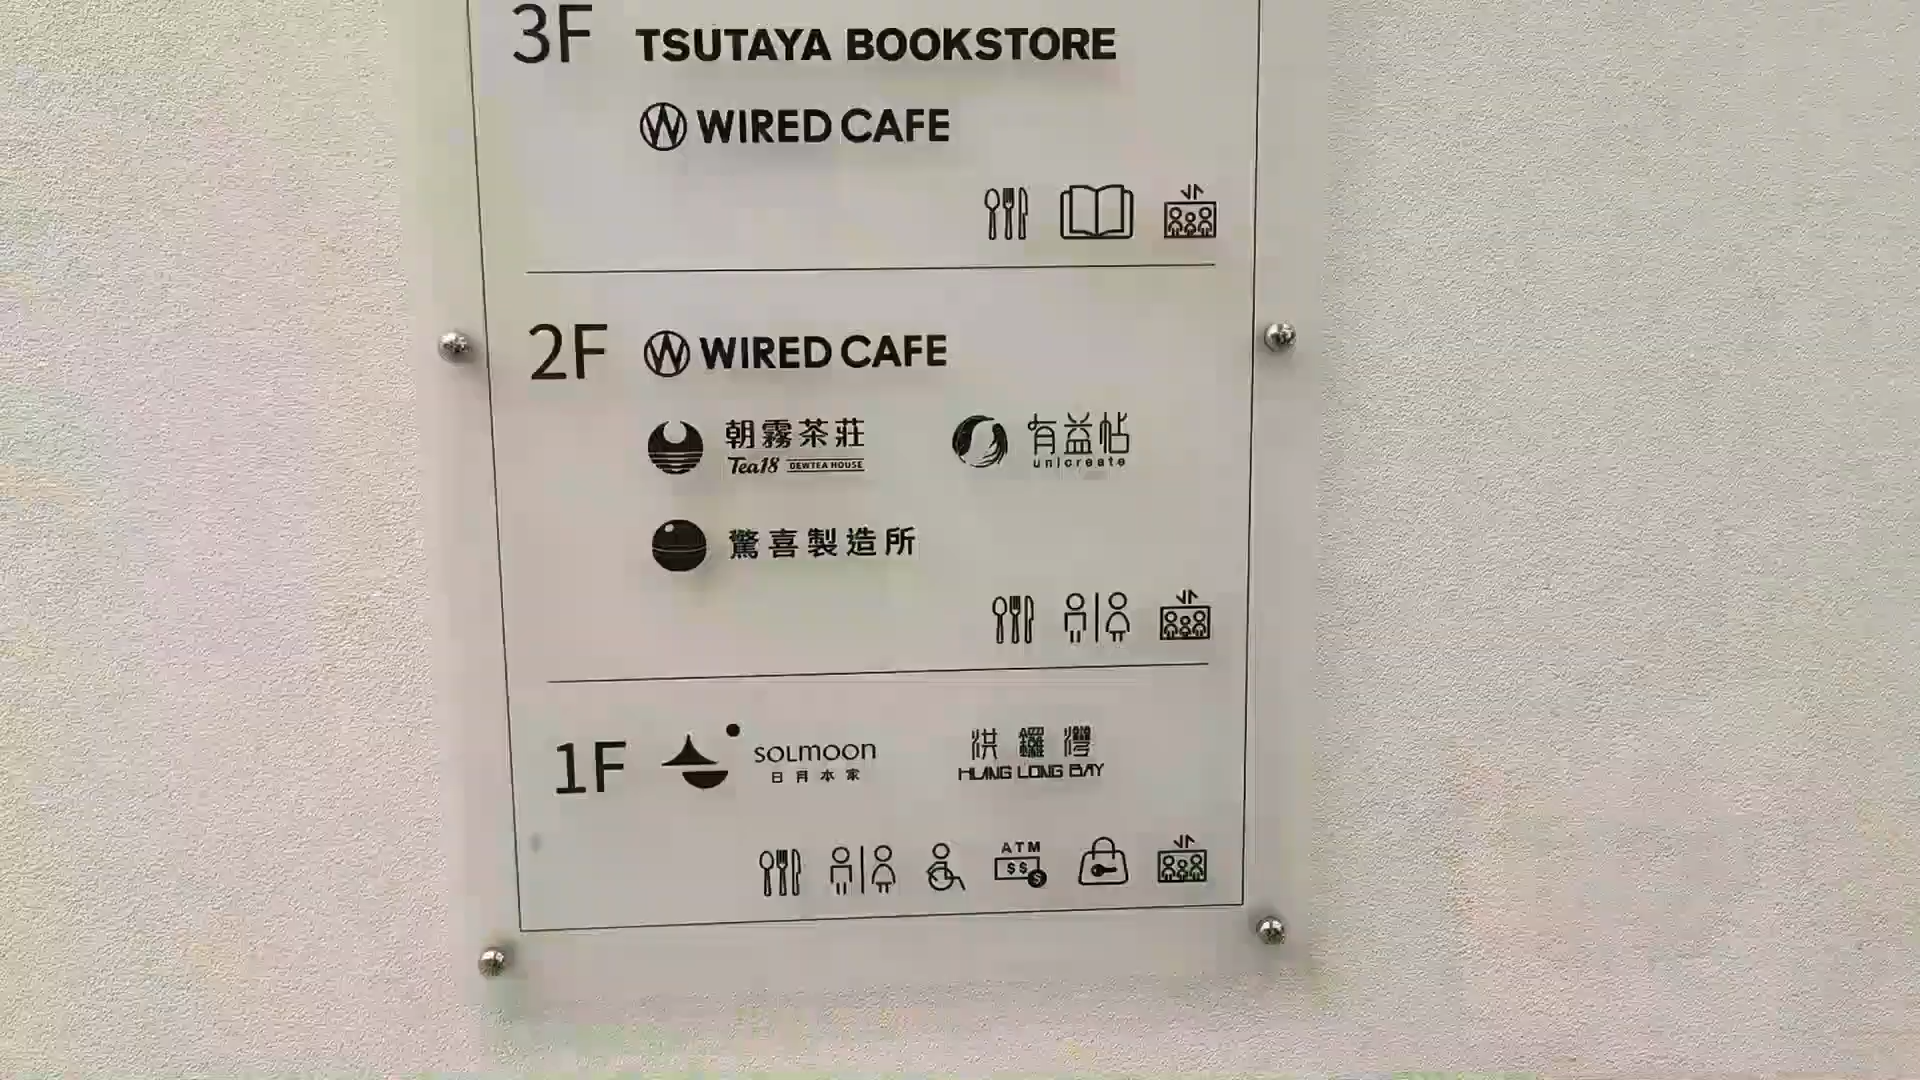 3F TSUTAYA BOOKSTORE
WIRED CAFE
2F WIRED CAFE
朝霧茶莊 有益帖
Tea18 DEWTEA HOUSE unicreate
驚喜製造所
1F SOLMOON 洪鑼灣
日月本家 HUANG LONG BAY
ATM
$$ $